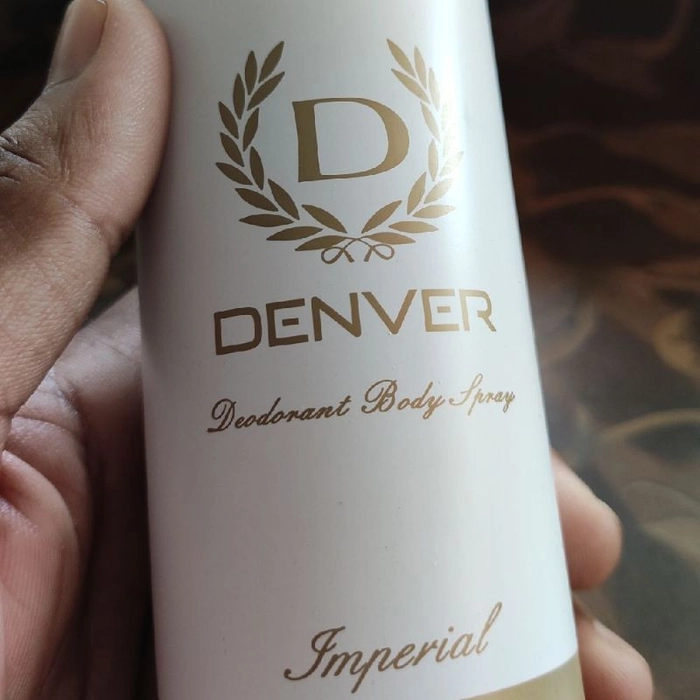 D
DENVER
Deodorant Body Spray
Imperial